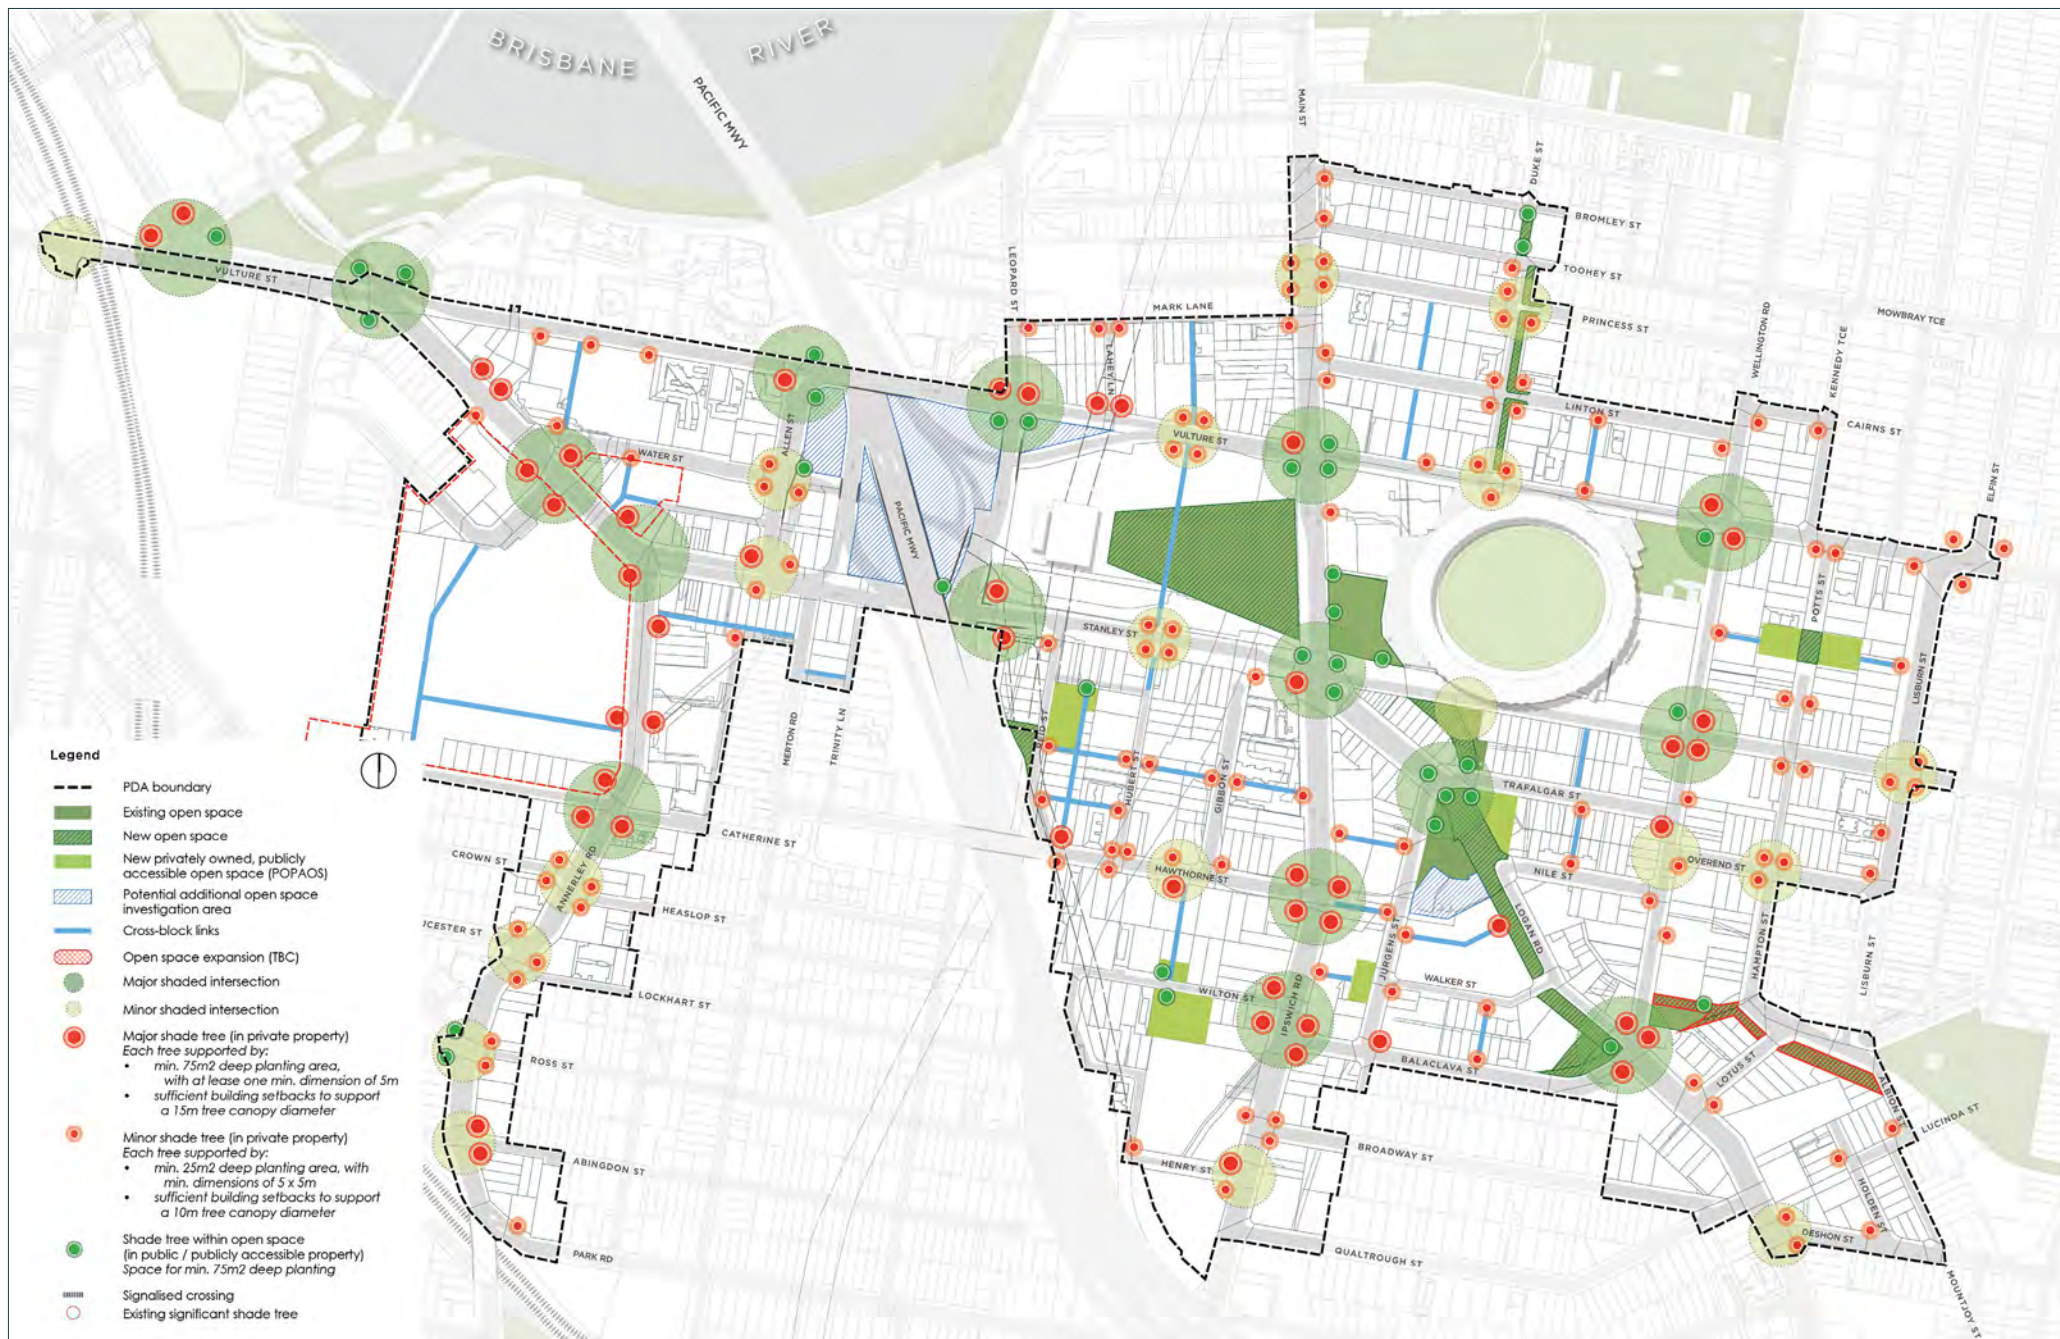 BRISBANE
RIVER
PACIFIC MWY
MAIN ST
DUKE ST
BROMLEY ST
TOOHEY ST
PRINCESS ST
WELLINGTON RD
KENNEDY TCE
MOWBRAY TCE
LEOPARD ST
MARK LANE
LAHEY LN
VULTURE ST
VULTURE ST
LINTON ST
CAIRNS ST
ELFIN ST
ALLEN ST
WATER ST
PACIFIC MWY
POTTS ST
STANLEY ST
LISBURN ST
REID ST
MERTON RD
TRINITY LN
HUBERT ST
GIBBON ST
TRAFALGAR ST
CATHERINE ST
CROWN ST
ANNERLEY RD
HAWTHORNE ST
NILE ST
OVEREND ST
HEASLOP ST
UCESTER ST
LOGAN RD
JURGENS ST
HAMPTON ST
LISBURN ST
LOCKHART ST
WILTON ST
IPSWICH RD
WALKER ST
ROSS ST
BALACLAVA ST
LOTUS ST
ALBION ST
LUCINDA ST
ABINGDON ST
HENRY ST
BROADWAY ST
HOLDEN ST
DESHON ST
PARK RD
QUALTROUGH ST
MOUNTJOY ST
Legend
PDA boundary
Existing open space
New open space
New privately owned, publicly
accessible open space (POPAOS)
Potential additional open space
investigation area
Cross-block links
Open space expansion (TBC)
Major shaded intersection
Minor shaded intersection
Major shade tree (in private property)
Each tree supported by:
• min. 75m2 deep planting area,
with at lease one min. dimension of 5m
• sufficient building setbacks to support
a 15m tree canopy diameter
Minor shade tree (in private property)
Each tree supported by:
• min. 25m2 deep planting area, with
min. dimensions of 5 x 5m
• sufficient building setbacks to support
a 10m tree canopy diameter
Shade tree within open space
(in public / publicly accessible property)
Space for min. 75m2 deep planting
Signalised crossing
Existing significant shade tree